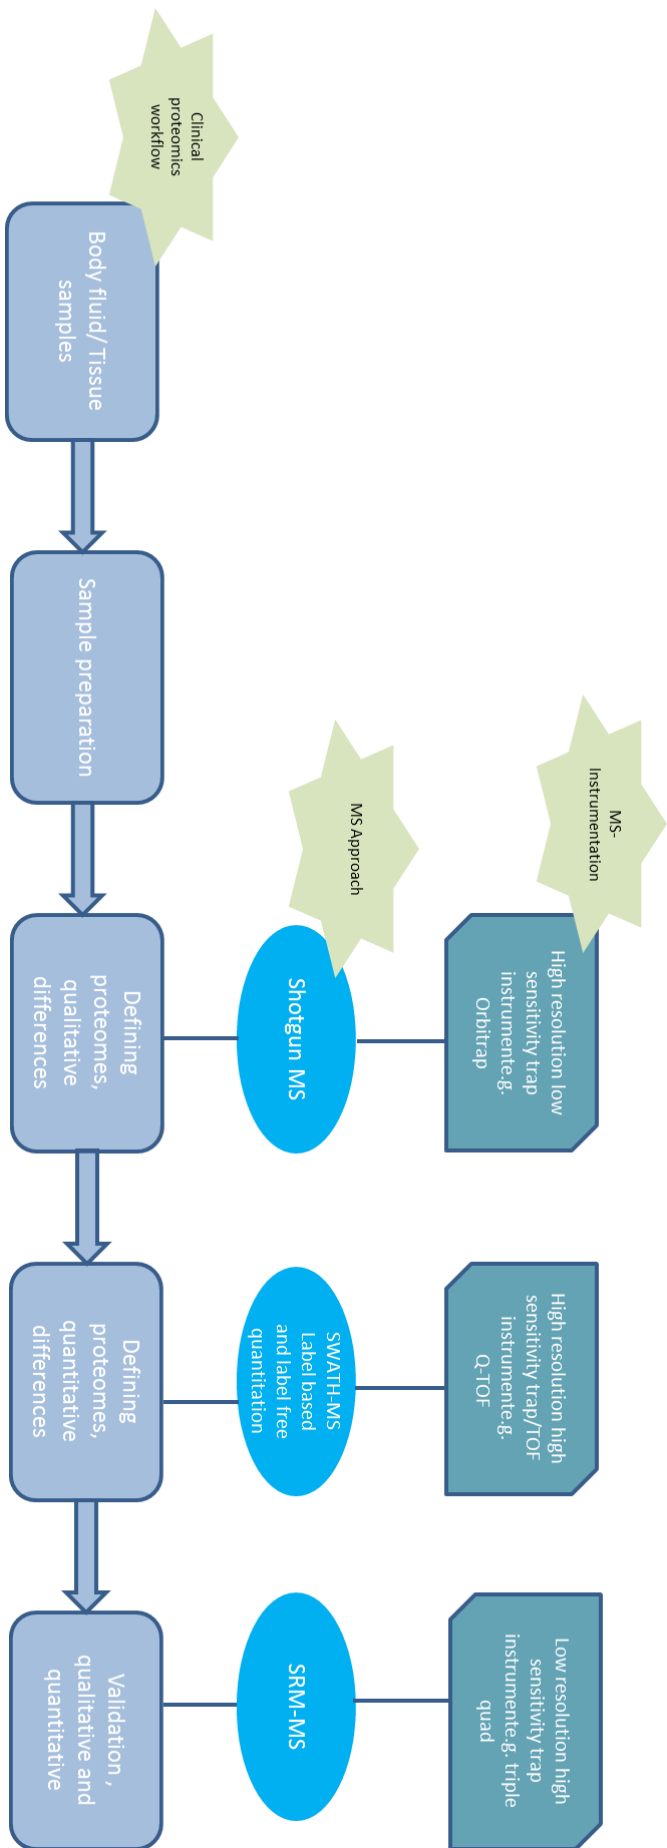 Clinical
proteomics
workflow
Body fluid/ Tissue
samples
Sample preparation
Defining
proteomes,
qualitative
differences
Defining
proteomes,
quantitative
differences
Validation ,
qualitative and
quantitative
MS Approach
Shotgun MS
SWATH-MS
Label based
and label free
quantitation
SRM-MS
MS-
Instrumentation
High resolution low
sensitivity trap
instrumente.g.
Orbitrap
High resolution high
sensitivity trap/TOF
instrumente.g.
Q-TOF
Low resolution high
sensitivity trap
instrumente.g. triple
quad